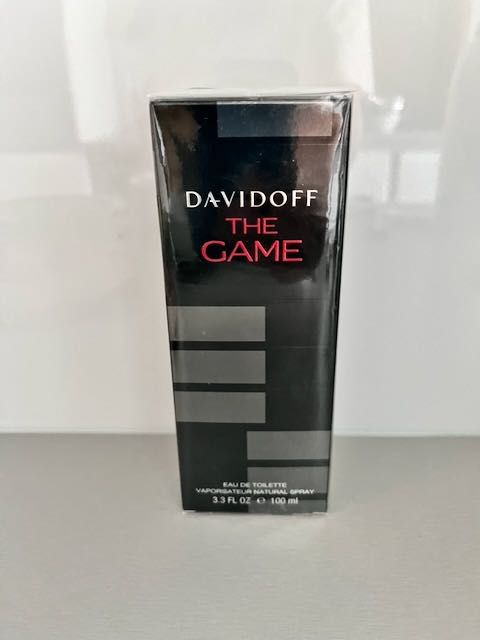 DAVIDOFF
THE
GAME
EAU DE TOILETTE
VAPORISATEUR NATURAL SPRAY
3.3 FL OZ ℮ 100 ml